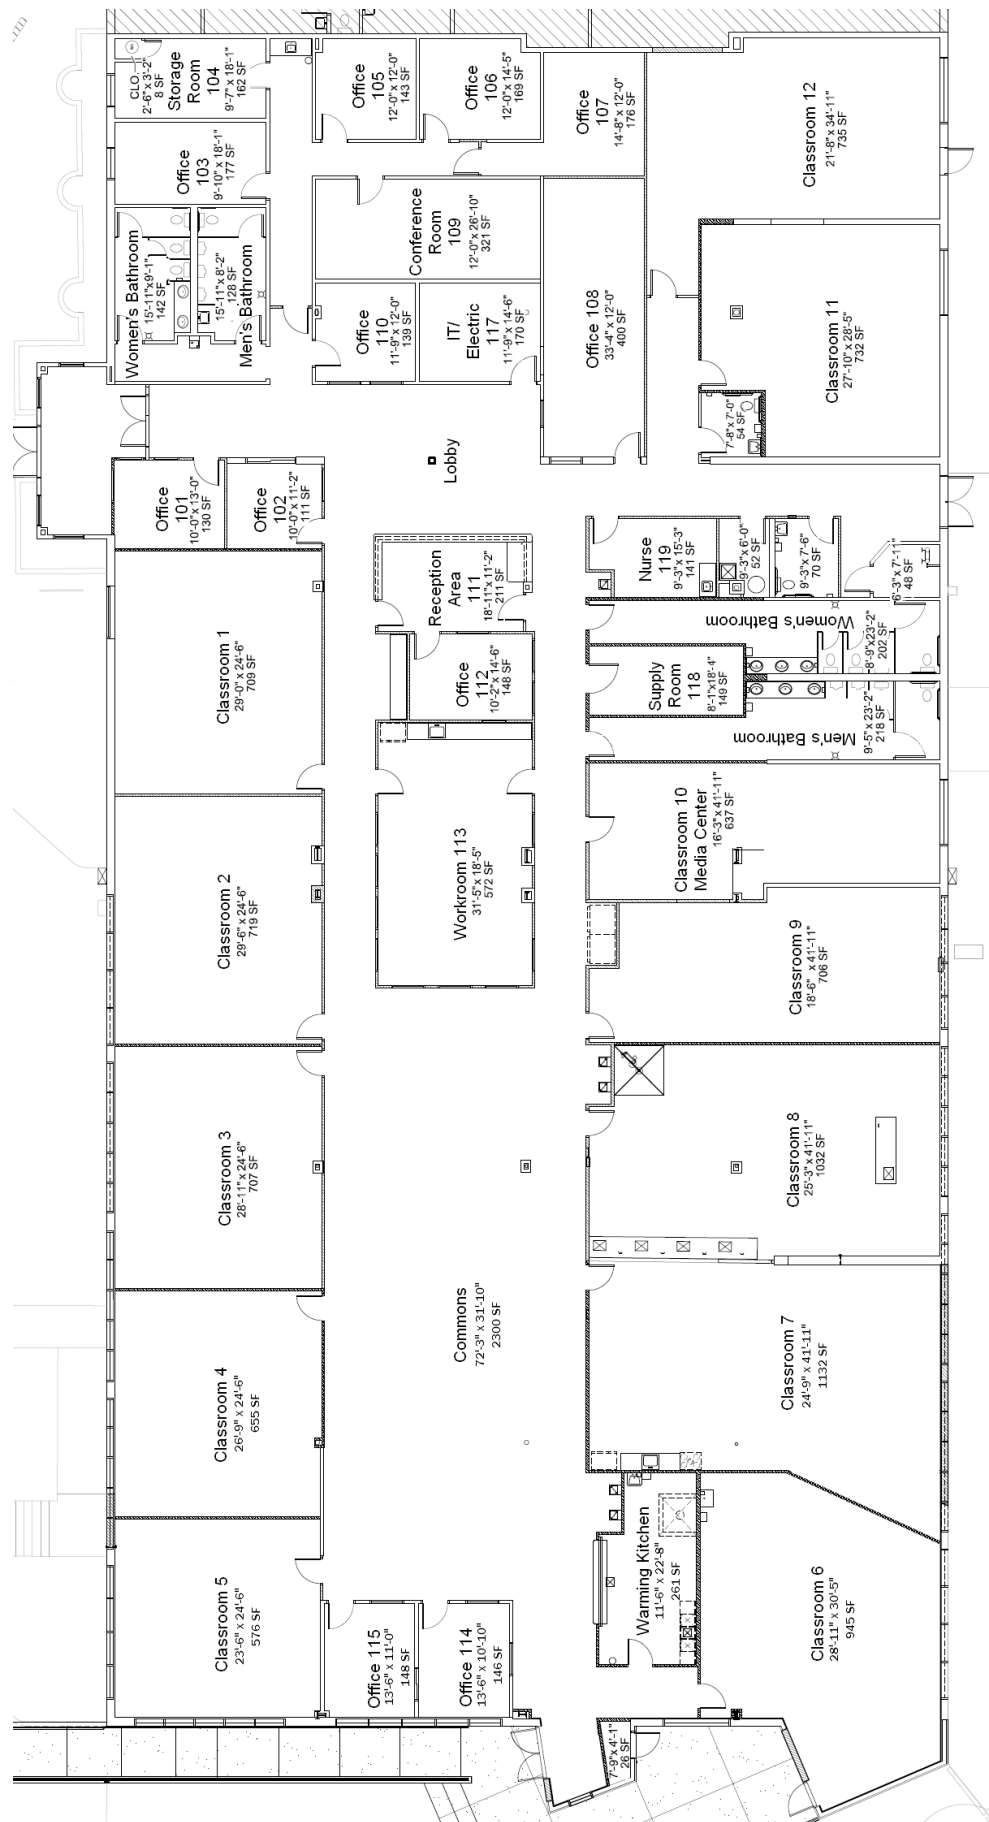 CLO.
2'-6" x 3'-2"
8 SF
Storage
Room
104
9'-7" x 18'-1"
162 SF
Office
105
12'-0" x 12'-0"
143 SF
Office
106
12'-0" x 14'-5"
169 SF
Office
107
14'-8" x 12'-0"
176 SF
Classroom 12
21'-8" x 34'-11"
735 SF
Office
103
9'-10" x 18'-1"
177 SF
Women's Bathroom
15'-11" x 9'-1"
142 SF
15'-11" x 8'-2"
128 SF
Men's Bathroom
Conference
Room
109
12'-0" x 26'-10"
321 SF
Office
110
11'-9" x 12'-0"
139 SF
IT/
Electric
117
11'-9" x 14'-6"
170 SF
Office 108
33'-4" x 12'-0"
400 SF
Classroom 11
27'-10" x 28'-5"
732 SF
7'-8" x 7'-0"
54 SF
Lobby
Office
101
10'-0" x 13'-0"
130 SF
Office
102
10'-0" x 11'-2"
111 SF
Reception
Area
111
18'-11" x 11'-2"
211 SF
Nurse
119
9'-3" x 15'-3"
141 SF
9'-3" x 6'-0"
52 SF
9'-3" x 7'-6"
70 SF
6'-3" x 7'-11"
48 SF
Classroom 1
29'-0" x 24'-6"
709 SF
Office
112
10'-2" x 14'-6"
148 SF
Women's Bathroom
8'-9" x 23'-2"
202 SF
Supply
Room
118
8'-1" x 18'-4"
149 SF
Men's Bathroom
9'-5" x 23'-2"
218 SF
Classroom 2
29'-6" x 24'-6"
719 SF
Workroom 113
31'-5" x 18'-5"
572 SF
Classroom 10
Media Center
16'-3" x 41'-11"
637 SF
Classroom 9
18'-6" x 41'-11"
706 SF
Classroom 3
28'-11" x 24'-6"
707 SF
Classroom 8
25'-3" x 41'-11"
1032 SF
Commons
72'-3" x 31'-10"
2300 SF
Classroom 4
26'-9" x 24'-6"
655 SF
Classroom 7
24'-9" x 41'-11"
1132 SF
Classroom 5
23'-6" x 24'-6"
576 SF
Office 115
13'-6" x 11'-0"
148 SF
Office 114
13'-6" x 10'-10"
146 SF
Warming Kitchen
11'-6" x 22'-8"
261 SF
Classroom 6
28'-11" x 30'-5"
945 SF
7'-9" x 4'-1"
26 SF